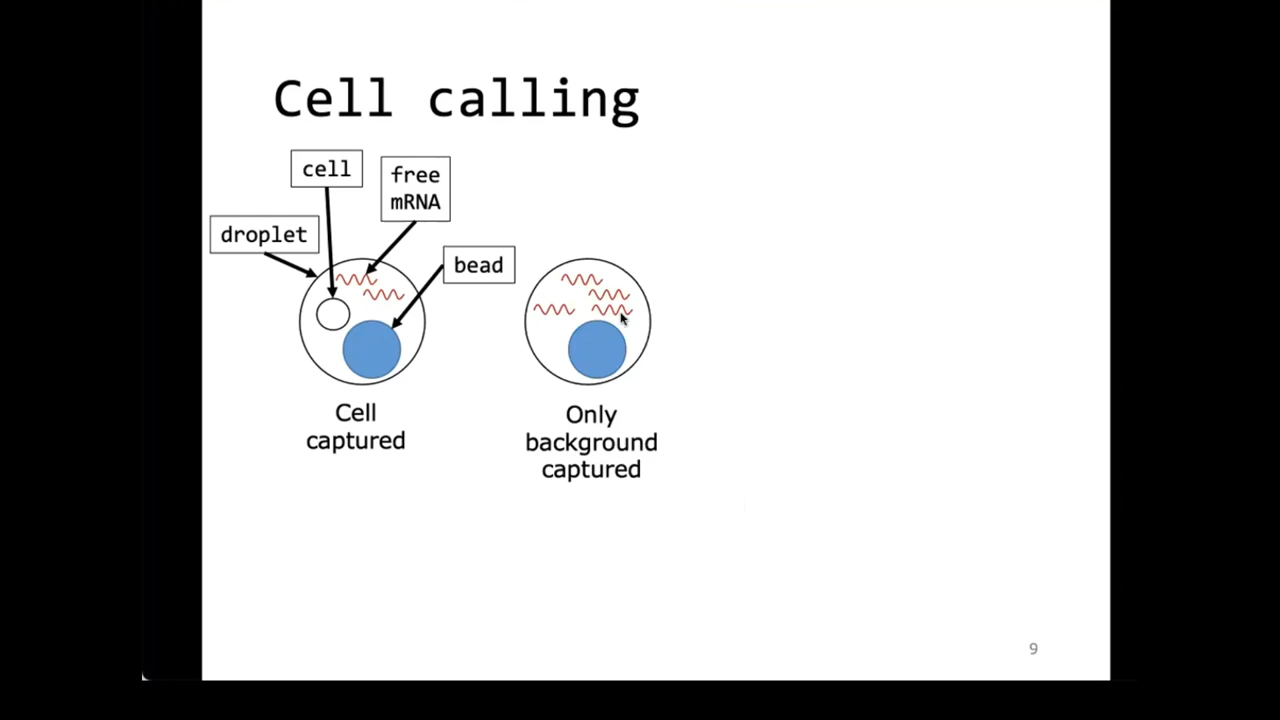 Cell calling
cell
free
mRNA
droplet
bead
Cell
captured
Only
background
captured
9